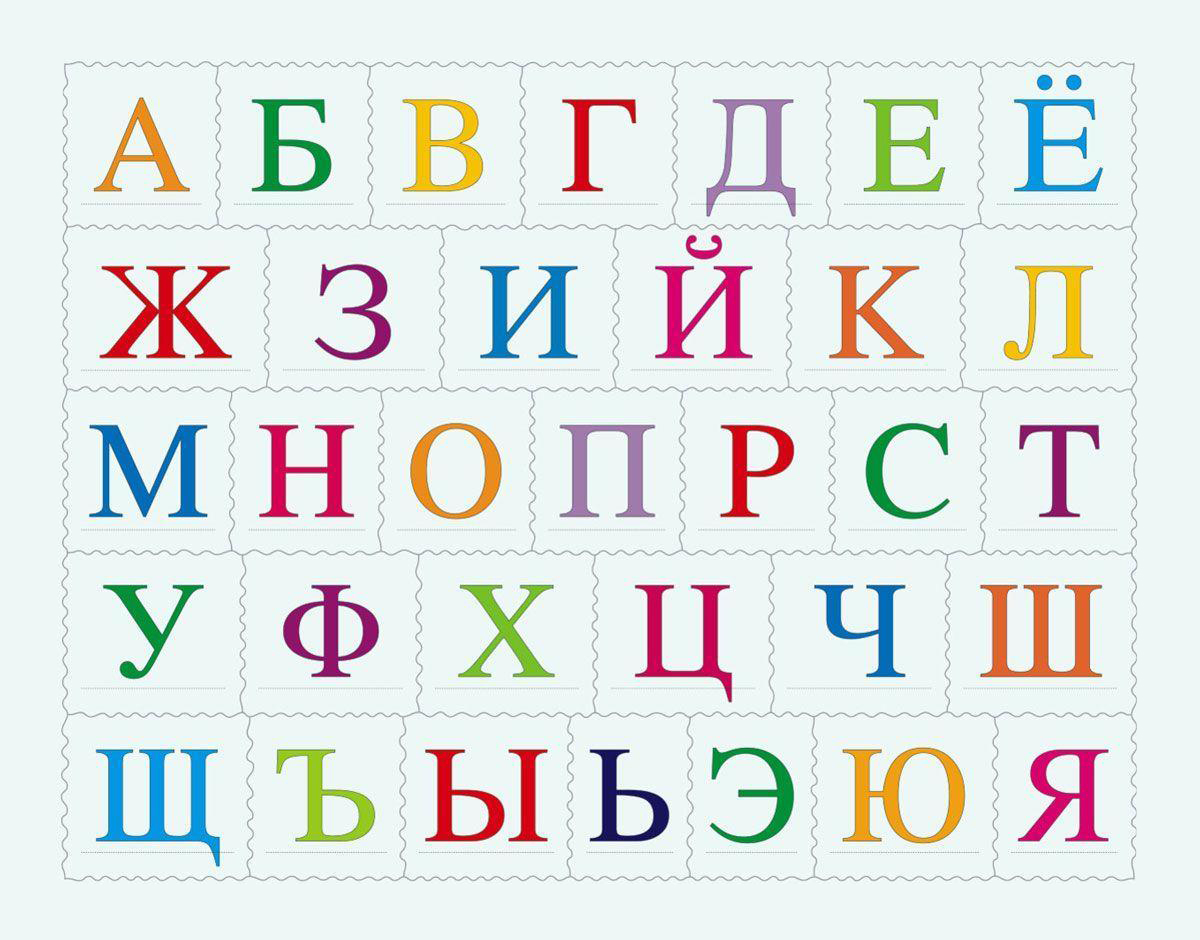 А Б В Г Д Е Ё
Ж З И Й К Л
М Н О П Р С Т
У Ф Х Ц Ч Ш
Щ Ъ Ы Ь Э Ю Я